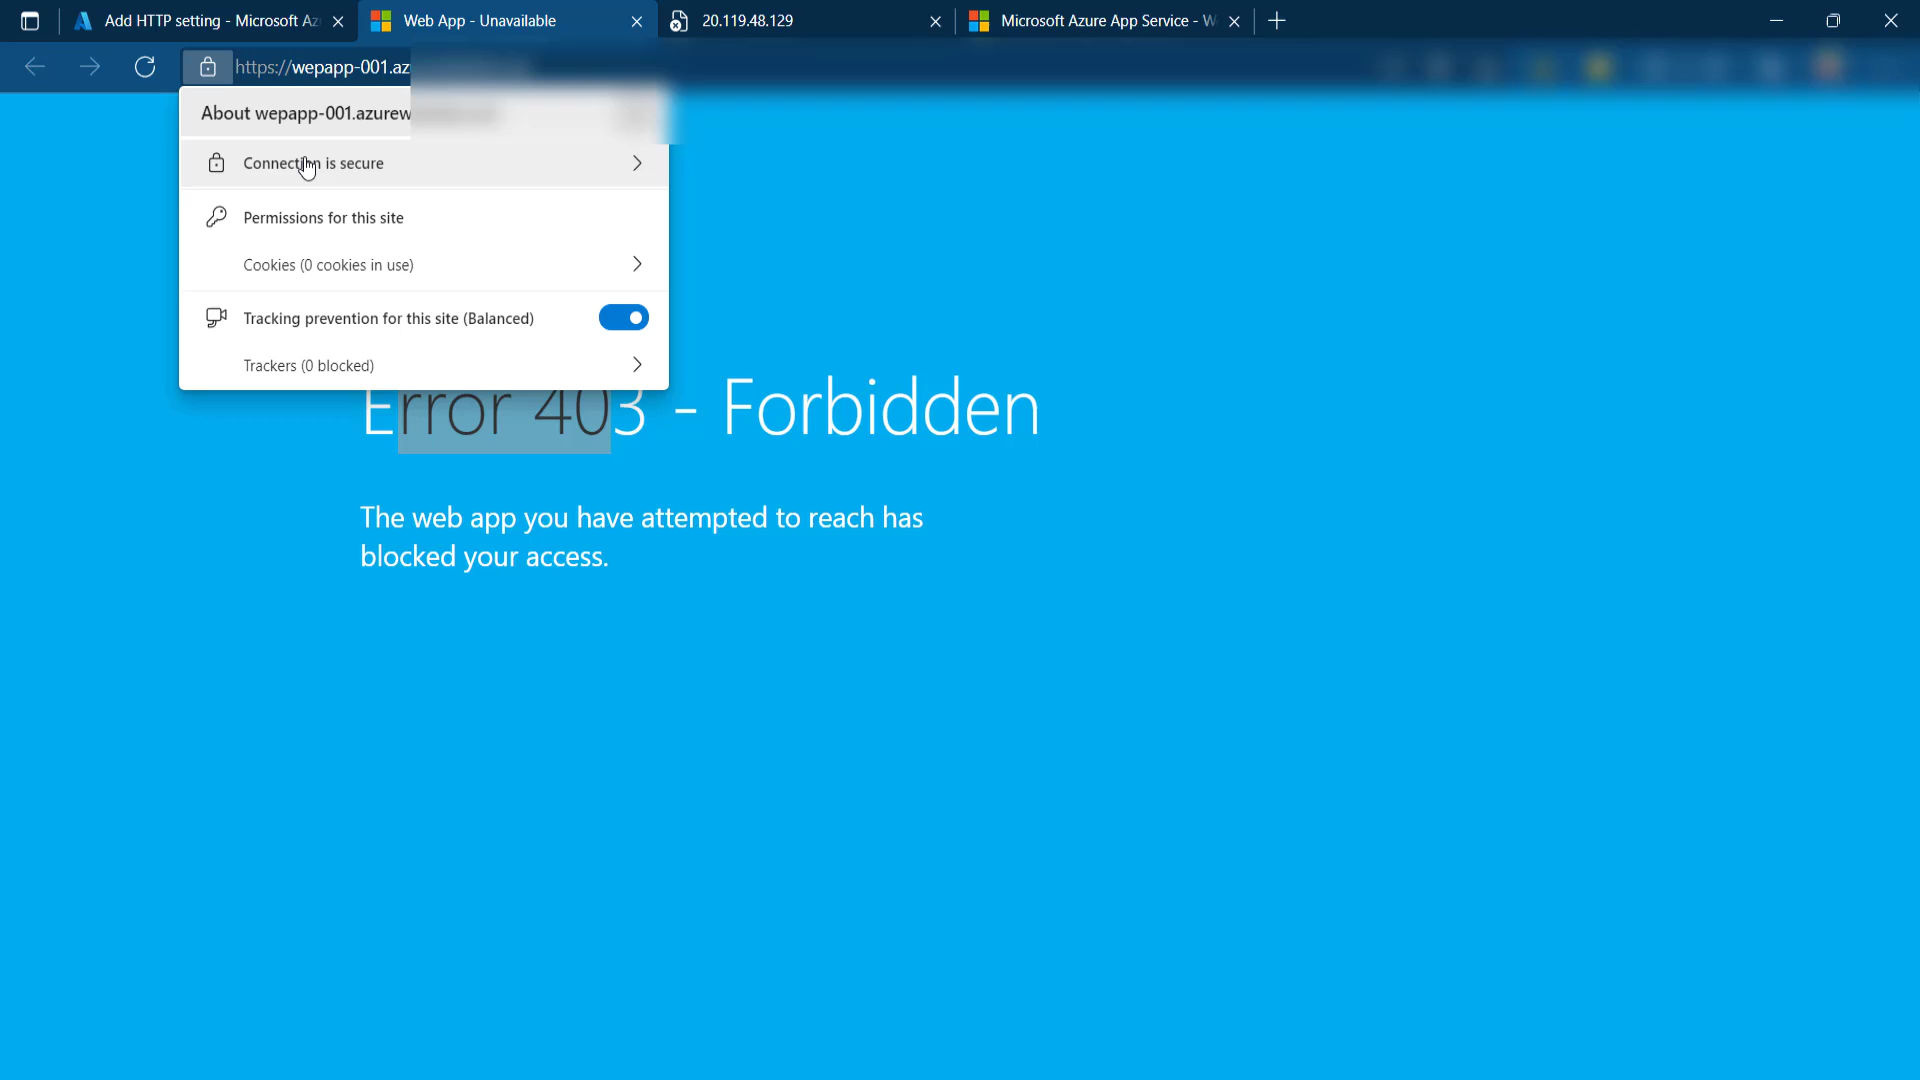 Add HTTP setting - Microsoft Az
Web App - Unavailable
20.119.48.129
Microsoft Azure App Service - W
https://wepapp-001.az
About wepapp-001.azurew
Connection is secure
Permissions for this site
Cookies (0 cookies in use)
Tracking prevention for this site (Balanced)
Trackers (0 blocked)
Error 403 - Forbidden
The web app you have attempted to reach has
blocked your access.